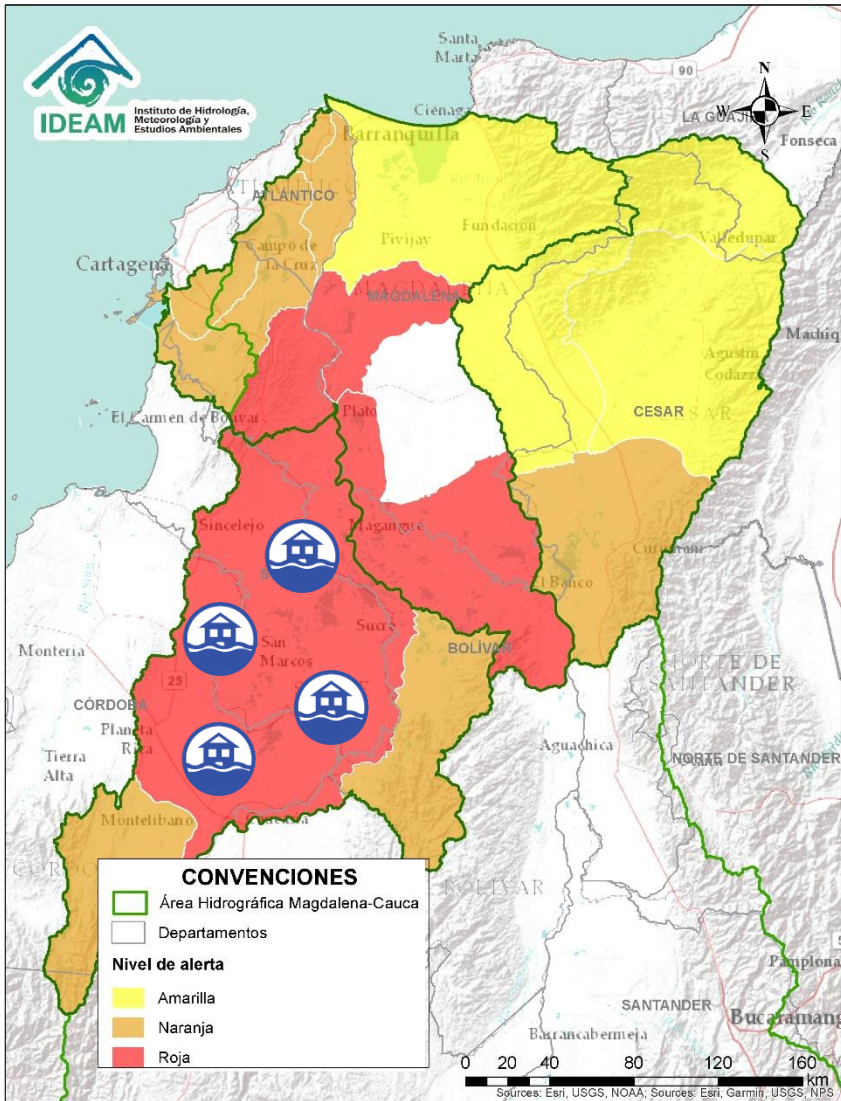 Santa
Marta
90
N
W
E
S
IDEAM
Instituto de Hidrología,
Meteorología y
Estudios Ambientales
Ciénaga
Barranquilla
LA GUAJI
Fonseca
ATLÁNTICO
Fundación
Pivijay
Valledupar
Campo de
la Cruz
Cartagena
MAGDALENA
Machiq
Agustín
Codazzi
CESAR
El Carmen de Bolívar
Plato
Sincelejo
Magangué
El Banco
Sucre
BOLÍVAR
Montería
San
Marcos
NORTE DE
SANTANDER
25
CÓRDOBA
Planeta
Rica
Aguachica
NORTE DE SANTANDER
Tierra
Alta
Montelíbano
CONVENCIONES
Área Hidrográfica Magdalena-Cauca
Departamentos
BOLÍVAR
Nivel de alerta
Amarilla
Naranja
Roja
Pamplona
SANTANDER
Bucaramang
Barrancabermeja
0 20 40 80 120 160
km
Sources: Esri, USGS, NOAA; Sources: Esri, Garmin, USGS, NPS